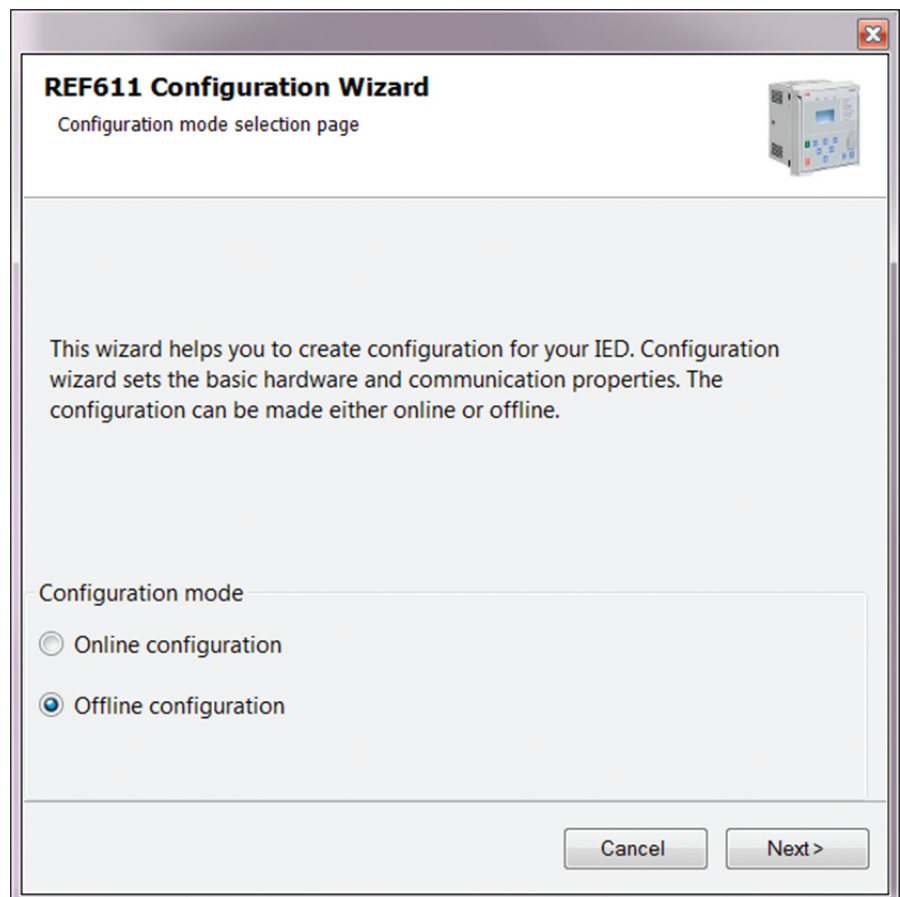 REF611 Configuration Wizard
Configuration mode selection page
This wizard helps you to create configuration for your IED. Configuration
wizard sets the basic hardware and communication properties. The
configuration can be made either online or offline.
Configuration mode
Online configuration
Offline configuration
Cancel
Next >